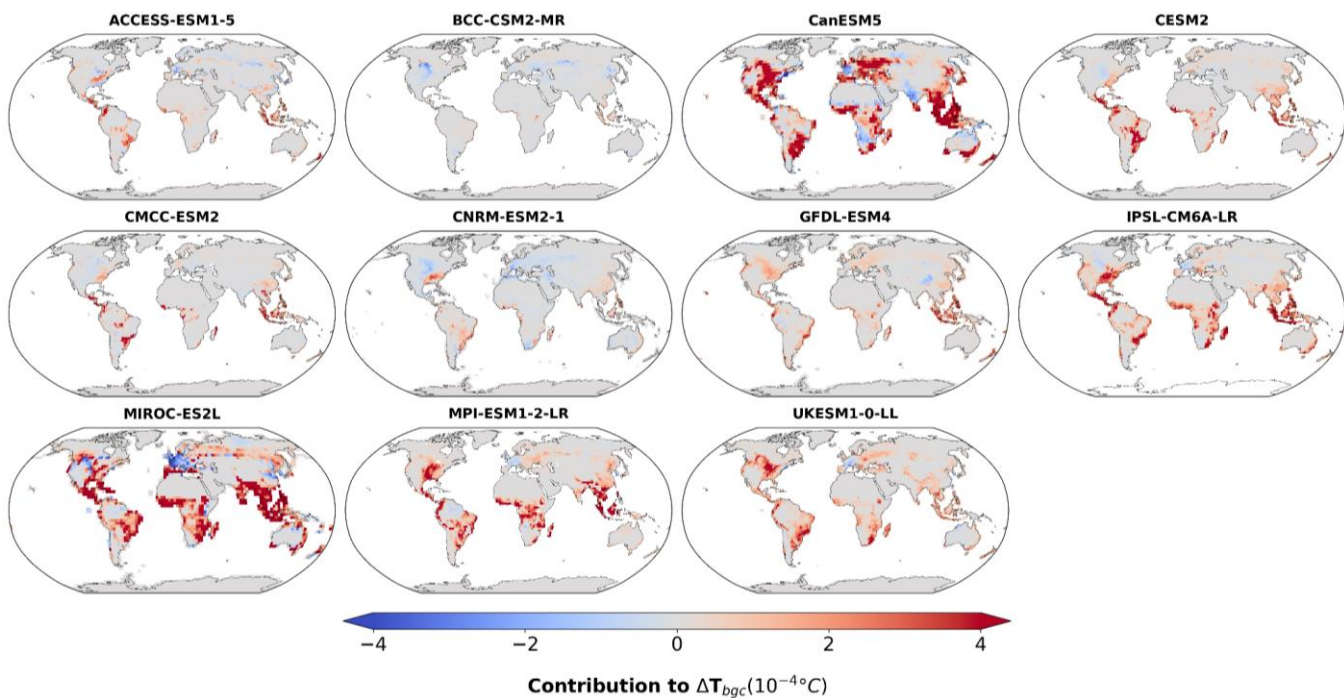 ACCESS-ESM1-5
BCC-CSM2-MR
CanESM5
CESM2
CMCC-ESM2
CNRM-ESM2-1
GFDL-ESM4
IPSL-CM6A-LR
MIROC-ES2L
MPI-ESM1-2-LR
UKESM1-0-LL
−4 −2 0 2 4
Contribution to ΔT_bgc(10⁻⁴°C)